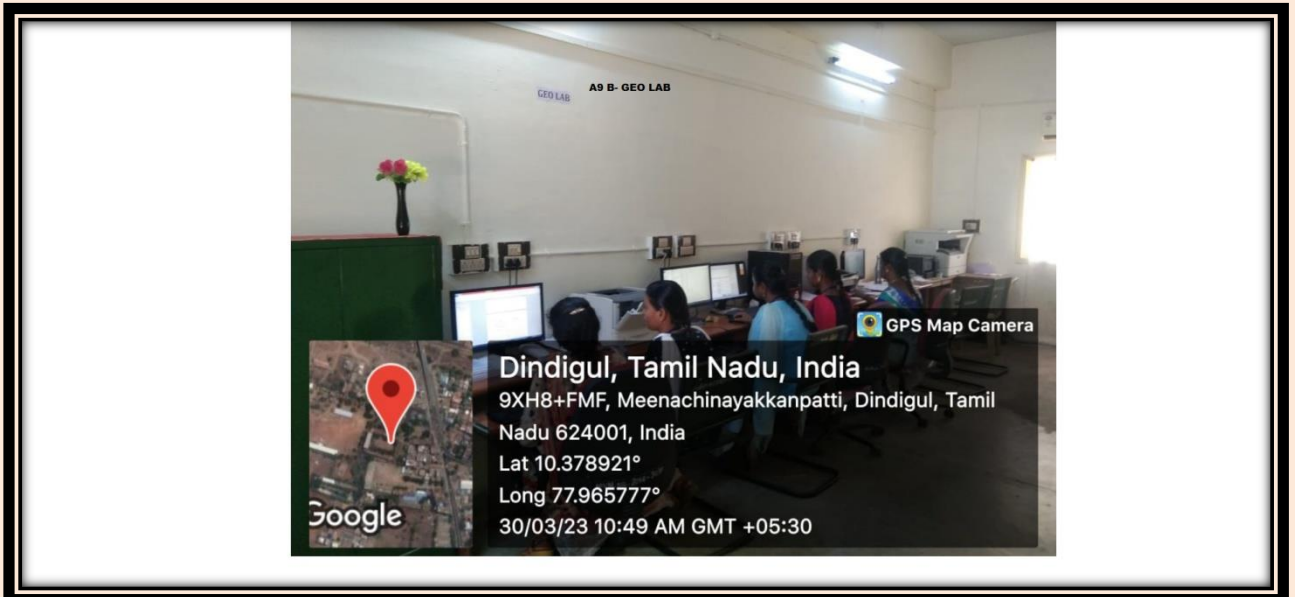 A9 B- GEO LAB
GEO LAB
GPS Map Camera
Dindigul, Tamil Nadu, India
9XH8+FMF, Meenachinayakkanpatti, Dindigul, Tamil
Nadu 624001, India
Lat 10.378921°
Long 77.965777°
30/03/23 10:49 AM GMT +05:30
Google